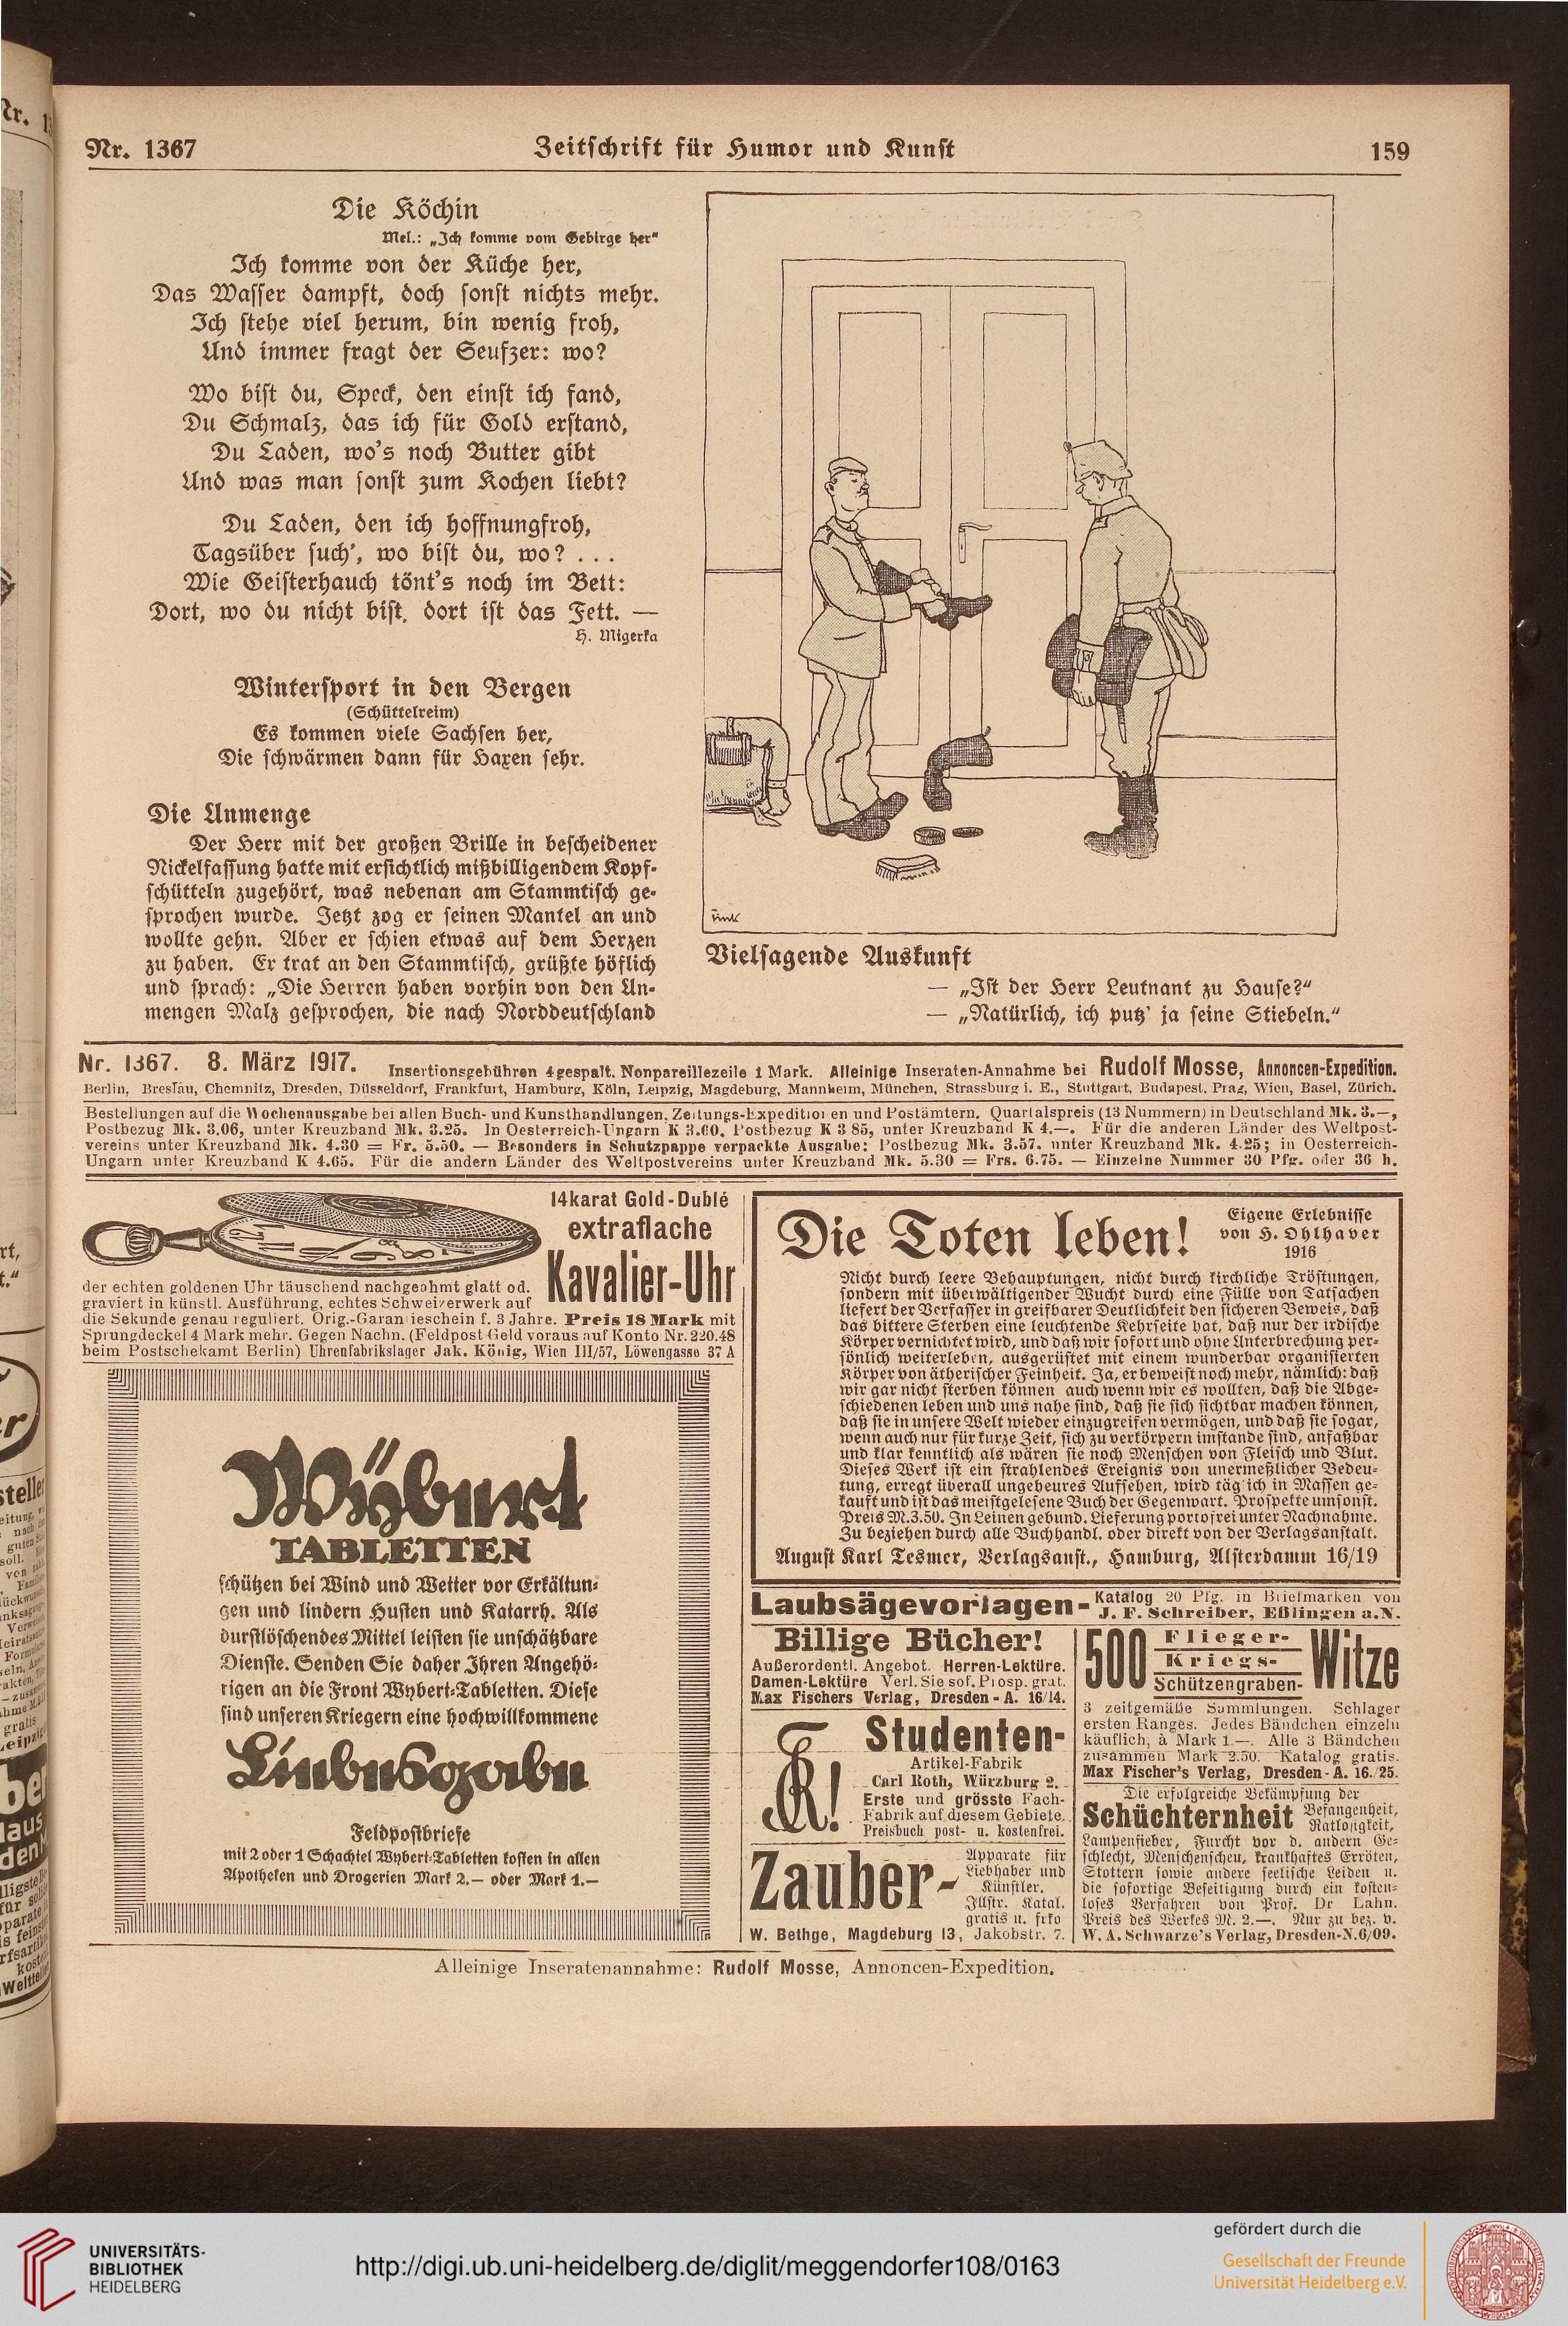 Nr. 1367
Zeitschrift für Humor und Kunst
159
Die Köchin
Mel.: „Ich komme vom Gebirge her“
Ich komme von der Küche her,
Das Wasser dampft, doch sonst nichts mehr.
Ich stehe viel herum, bin wenig froh,
Und immer fragt der Seufzer: wo?
Wo bist du, Speck, den einst ich fand,
Du Schmalz, das ich für Gold erstand,
Du Laden, wo's noch Butter gibt
Und was man sonst zum Kochen liebt?
Du Laden, den ich hoffnungfroh,
Tagsüber such', wo bist du, wo? . . .
Wie Geisterhauch tönt's noch im Bett:
Dort, wo du nicht bist, dort ist das Fett. —
H. Migerka
Wintersport in den Bergen
(Schüttelreim)
Es kommen viele Sachsen her,
Die schwärmen dann für Haxen sehr.
Die Unmenge
Der Herr mit der großen Brille in bescheidener
Nickelfassung hatte mit ersichtlich mißbilligendem Kopf-
schütteln zugehört, was nebenan am Stammtisch ge-
sprochen wurde. Jetzt zog er seinen Mantel an und
wollte gehn. Aber er schien etwas auf dem Herzen
zu haben. Er trat an den Stammtisch, grüßte höflich
und sprach: „Die Herren haben vorhin von den Un-
mengen Malz gesprochen, die nach Norddeutschland
Vielsagende Auskunft
— „Ist der Herr Leutnant zu Hause?“
— „Natürlich, ich putz' ja seine Stiebeln.“
Nr. 1367. 8. März 1917. Insertionsgebühren 4gespalt. Nonpareillezeile 1 Mark. Alleinige Inseraten-Annahme bei Rudolf Mosse, Annoncen-Expedition.
Berlin, Breslau, Chemnitz, Dresden, Düsseldorf, Frankfurt, Hamburg, Köln, Leipzig, Magdeburg, Mannheim, München, Strassburg i. E., Stuttgart, Budapest, Prag, Wien, Basel, Zürich.
Bestellungen auf die Wochenausgabe bei allen Buch- und Kunsthandlungen, Zeitungs-Expeditionen und Postämtern. Quartalspreis (13 Nummern) in Deutschland Mk. 3.—,
Postbezug Mk. 3.06, unter Kreuzband Mk. 3.25. In Oesterreich-Ungarn K 3.60, Postbezug K 3 85, unter Kreuzband K 4.—. Für die anderen Länder des Weltpost-
vereins unter Kreuzband Mk. 4.30 = Fr. 5.50. — Besonders in Schutzpappe verpackte Ausgabe: Postbezug Mk. 3.57. unter Kreuzband Mk. 4.25; in Oesterreich-
Ungarn unter Kreuzband K 4.65. Für die andern Länder des Weltpostvereins unter Kreuzband Mk. 5.30 = Frs. 6.75. — Einzelne Nummer 30 Pfg. oder 36 h.
14karat Gold-Dublé
extraflache
Kavalier-Uhr
der echten goldenen Uhr täuschend nachgeahmt glatt od.
graviert in künstl. Ausführung, echtes Schweizerwerk auf
die Sekunde genau reguliert. Orig.-Garantieschein f. 3 Jahre. Preis 18 Mark mit
Sprungdeckel 4 Mark mehr. Gegen Nachn. (Feldpost Geld voraus auf Konto Nr. 220.48
beim Postschekamt Berlin) Uhrenfabrikslager Jak. König, Wien III/57, Löwengasse 37 A
Wybert
TABLETTEN
schützen bei Wind und Wetter vor Erkältun-
gen und lindern Husten und Katarrh. Als
durstlöschendes Mittel leisten sie unschätzbare
Dienste. Senden Sie daher Ihren Angehö-
rigen an die Front Wybert-Tabletten. Diese
sind unseren Kriegern eine hochwillkommene
Liebesgabe
Feldpostbriefe
mit 2 oder 1 Schachtel Wybert-Tabletten kosten in allen
Apotheken und Drogerien Mark 2.— oder Mark 1.—
Die Toten leben!
Eigene Erlebnisse
von H. Ohlhaver
1916
Nicht durch leere Behauptungen, nicht durch kirchliche Tröstungen,
sondern mit überwältigender Wucht durch eine Fülle von Tatsachen
liefert der Verfasser in greifbarer Deutlichkeit den sicheren Beweis, daß
das bittere Sterben eine leuchtende Kehrseite hat, daß nur der irdische
Körper vernichtet wird, und daß wir sofort und ohne Unterbrechung per-
sönlich weiterleben, ausgerüstet mit einem wunderbar organisierten
Körper von ätherischer Feinheit. Ja, er beweist noch mehr, nämlich: daß
wir gar nicht sterben können auch wenn wir es wollten, daß die Abge-
schiedenen leben und uns nahe sind, daß sie sich sichtbar machen können,
daß sie in unsere Welt wieder einzugreifen vermögen, und daß sie sogar,
wenn auch nur für kurze Zeit, sich zu verkörpern imstande sind, anfaßbar
und klar kenntlich als wären sie noch Menschen von Fleisch und Blut.
Dieses Werk ist ein strahlendes Ereignis von unermeßlicher Bedeu-
tung, erregt überall ungeheures Aufsehen, wird täglich in Massen ge-
kauft und ist das meistgelesene Buch der Gegenwart. Prospekte umsonst.
Preis M. 3.50. In Leinen gebund. Lieferung portofrei unter Nachnahme.
Zu beziehen durch alle Buchhandl. oder direkt von der Verlagsanstalt.
August Karl Tesmer, Verlagsanst., Hamburg, Alsterdamm 16/19
Laubsägevorlagen- Katalog 20 Pfg. in Briefmarken von
J. F. Schreiber, Eßlingen a.N.
Billige Bücher!
Außerordentl. Angebot. Herren-Lektüre.
Damen-Lektüre Verl. Sie sof. Prosp. grat.
Max Fischers Verlag, Dresden-A. 16/14.
Studenten-
Artikel-Fabrik
Carl Roth, Würzburg 2.
Erste und grösste Fach-
Fabrik auf diesem Gebiete.
Preisbuch post- u. kostenfrei.
Zauber-
Apparate für
Liebhaber und
Künstler.
Illstr. Katal.
gratis u. frko
W. Bethge, Magdeburg 13, Jakobstr. 7.
500 Flieger-
Kriegs-
Schützengraben-
Witze
3 zeitgemäße Sammlungen. Schlager
ersten Ranges. Jedes Bändchen einzeln
käuflich, à Mark 1.—. Alle 3 Bändchen
zusammen Mark 2.50. Katalog gratis.
Max Fischer's Verlag, Dresden-A. 16./25.
Die erfolgreiche Bekämpfung der
Schüchternheit Befangenheit,
Ratlosigkeit,
Lampenfieber, Furcht vor d. andern Ge-
schlecht, Menschenscheu, krankhaftes Erröten,
Stottern sowie andere seelische Leiden u.
die sofortige Beseitigung durch ein kosten-
loses Verfahren von Prof. Dr Lahn.
Preis des Werkes M. 2.—. Nur zu bez. v.
W. A. Schwarze's Verlag, Dresden-N.6/09.
Alleinige Inseratenannahme: Rudolf Mosse, Annoncen-Expedition.
UNIVERSITÄTS-
BIBLIOTHEK
HEIDELBERG
http://digi.ub.uni-heidelberg.de/diglit/meggendorfer108/0163
gefördert durch die
Gesellschaft der Freunde
Universität Heidelberg e.V.